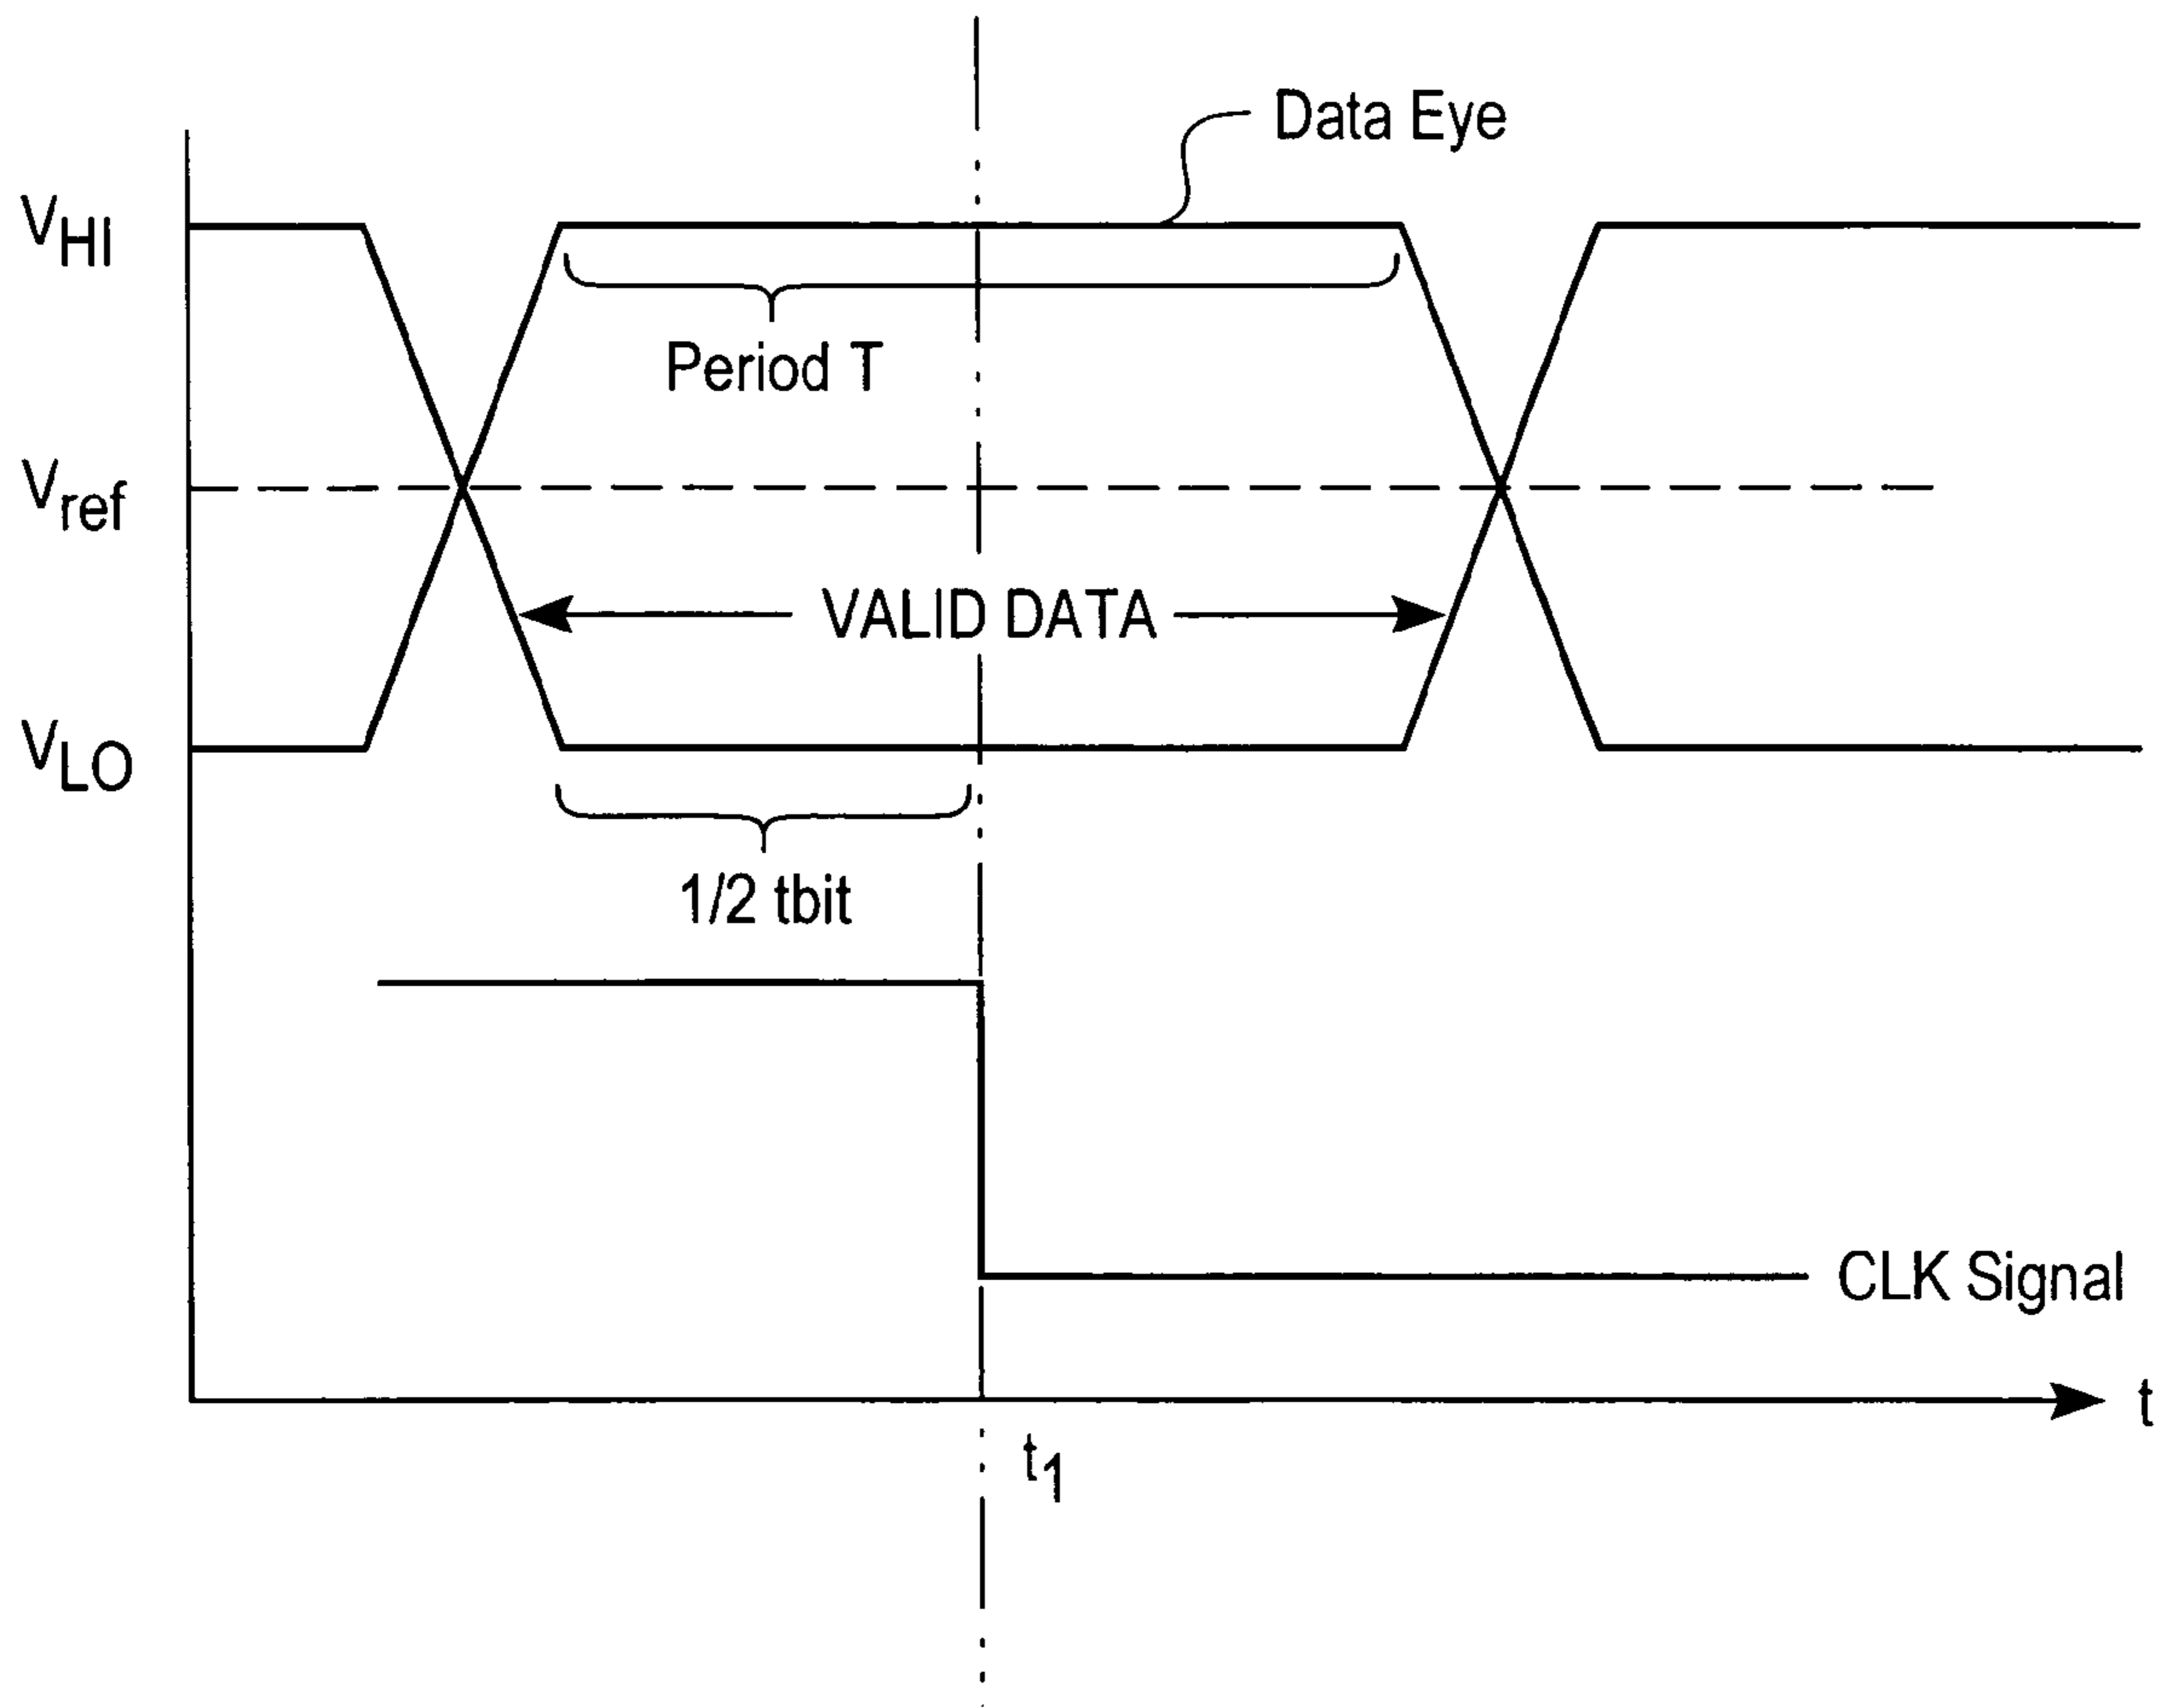 Data Eye
VHI
Period T
Vref
VALID DATA
VLO
1/2 tbit
CLK Signal
t
t1